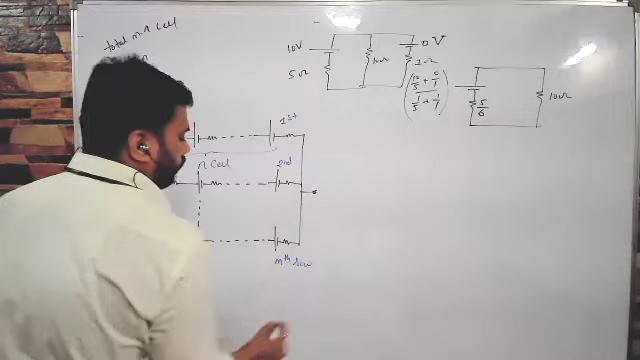 total m n cell
10V
5Ω
10Ω
0V
1Ω
(10/5 + 0/1)
(1/5 + 1/1)
5/6
10Ω
1st
n cell
2nd
mth row